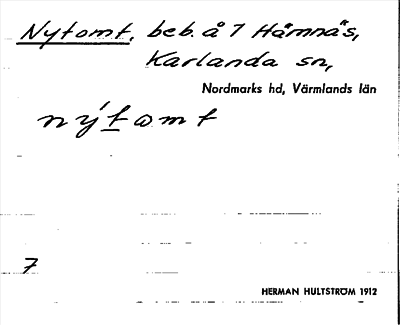 Nytomt, beb. å 7 Hämnäs,
Karlanda sn,
Nordmarks hd, Värmlands län
nýtomt
7
HERMAN HULTSTRÖM 1912